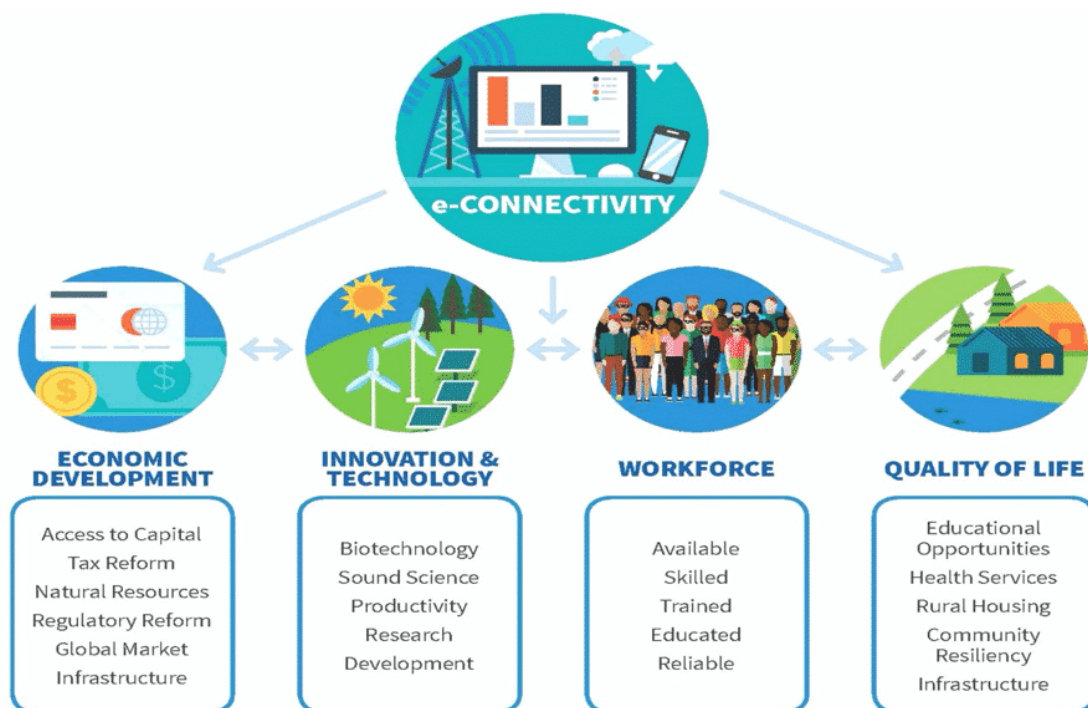 e-CONNECTIVITY
ECONOMIC
DEVELOPMENT
Access to Capital
Tax Reform
Natural Resources
Regulatory Reform
Global Market
Infrastructure
INNOVATION &
TECHNOLOGY
Biotechnology
Sound Science
Productivity
Research
Development
WORKFORCE
Available
Skilled
Trained
Educated
Reliable
QUALITY OF LIFE
Educational
Opportunities
Health Services
Rural Housing
Community
Resiliency
Infrastructure